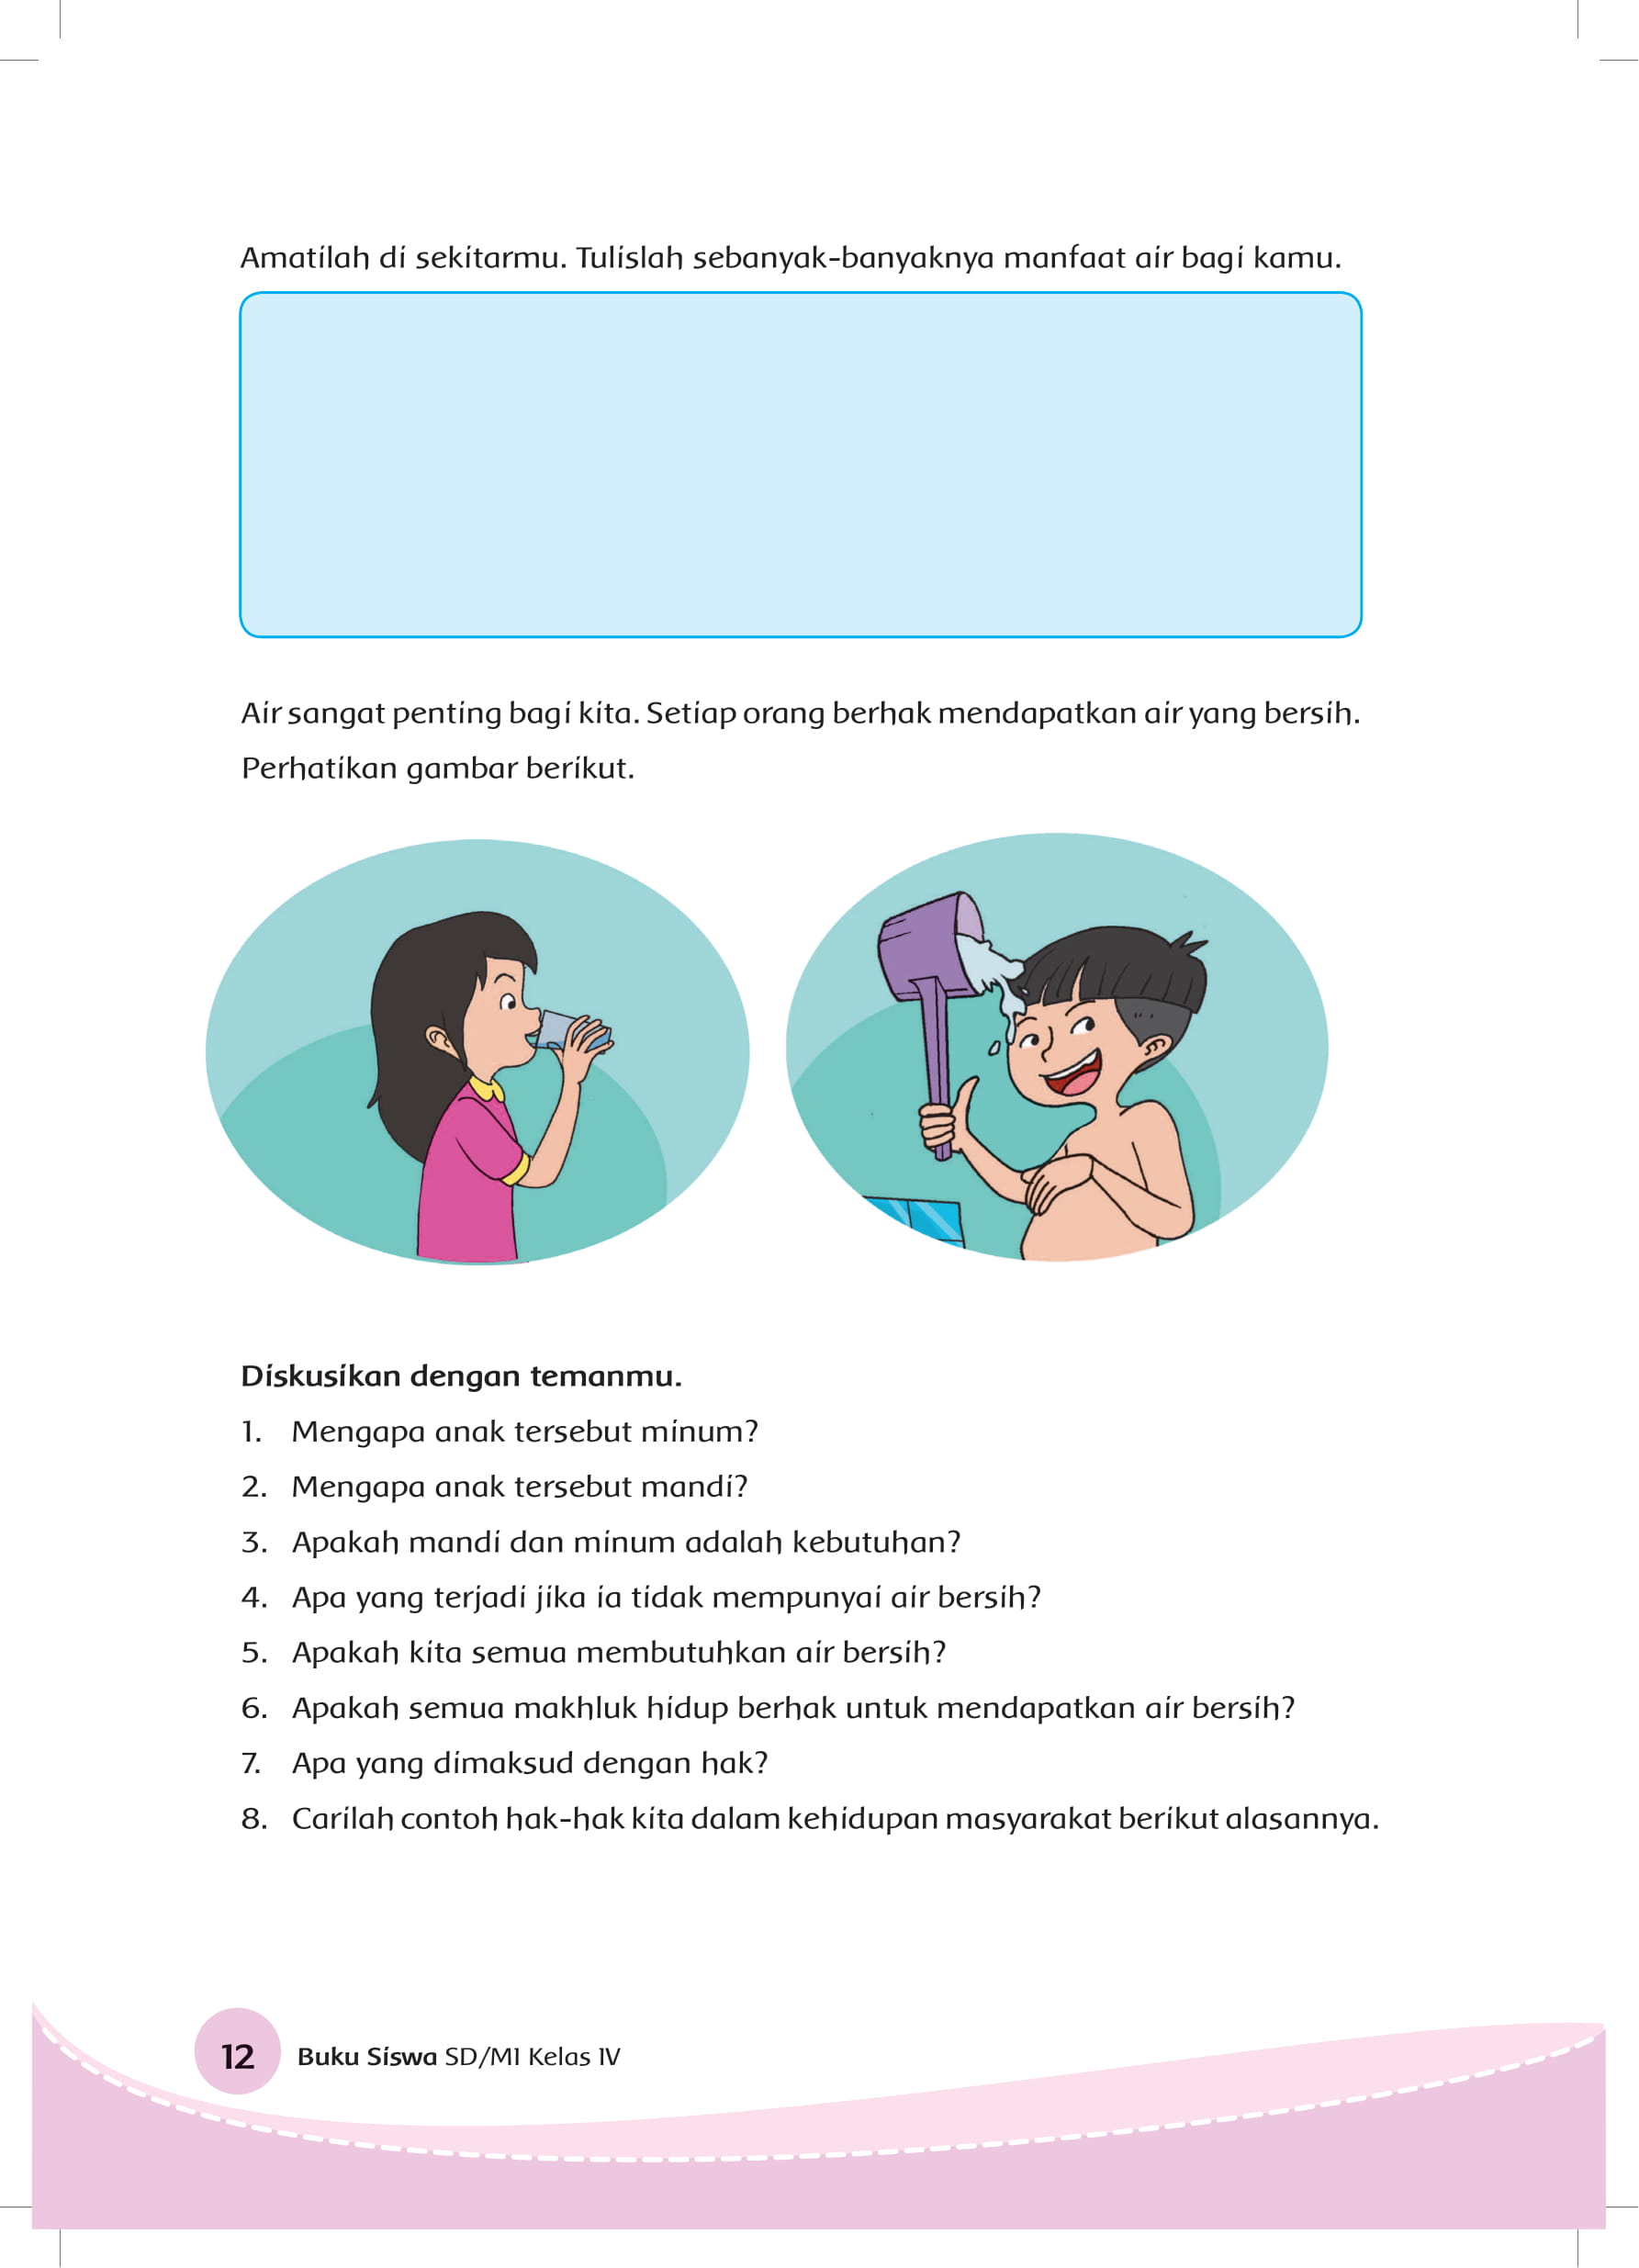 Amatilah di sekitarmu. Tulislah sebanyak-banyaknya manfaat air bagi kamu.
Air sangat penting bagi kita. Setiap orang berhak mendapatkan air yang bersih.
Perhatikan gambar berikut.
Diskusikan dengan temanmu.
1. Mengapa anak tersebut minum?
2. Mengapa anak tersebut mandi?
3. Apakah mandi dan minum adalah kebutuhan?
4. Apa yang terjadi jika ia tidak mempunyai air bersih?
5. Apakah kita semua membutuhkan air bersih?
6. Apakah semua makhluk hidup berhak untuk mendapatkan air bersih?
7. Apa yang dimaksud dengan hak?
8. Carilah contoh hak-hak kita dalam kehidupan masyarakat berikut alasannya.
12 Buku Siswa SD/MI Kelas IV